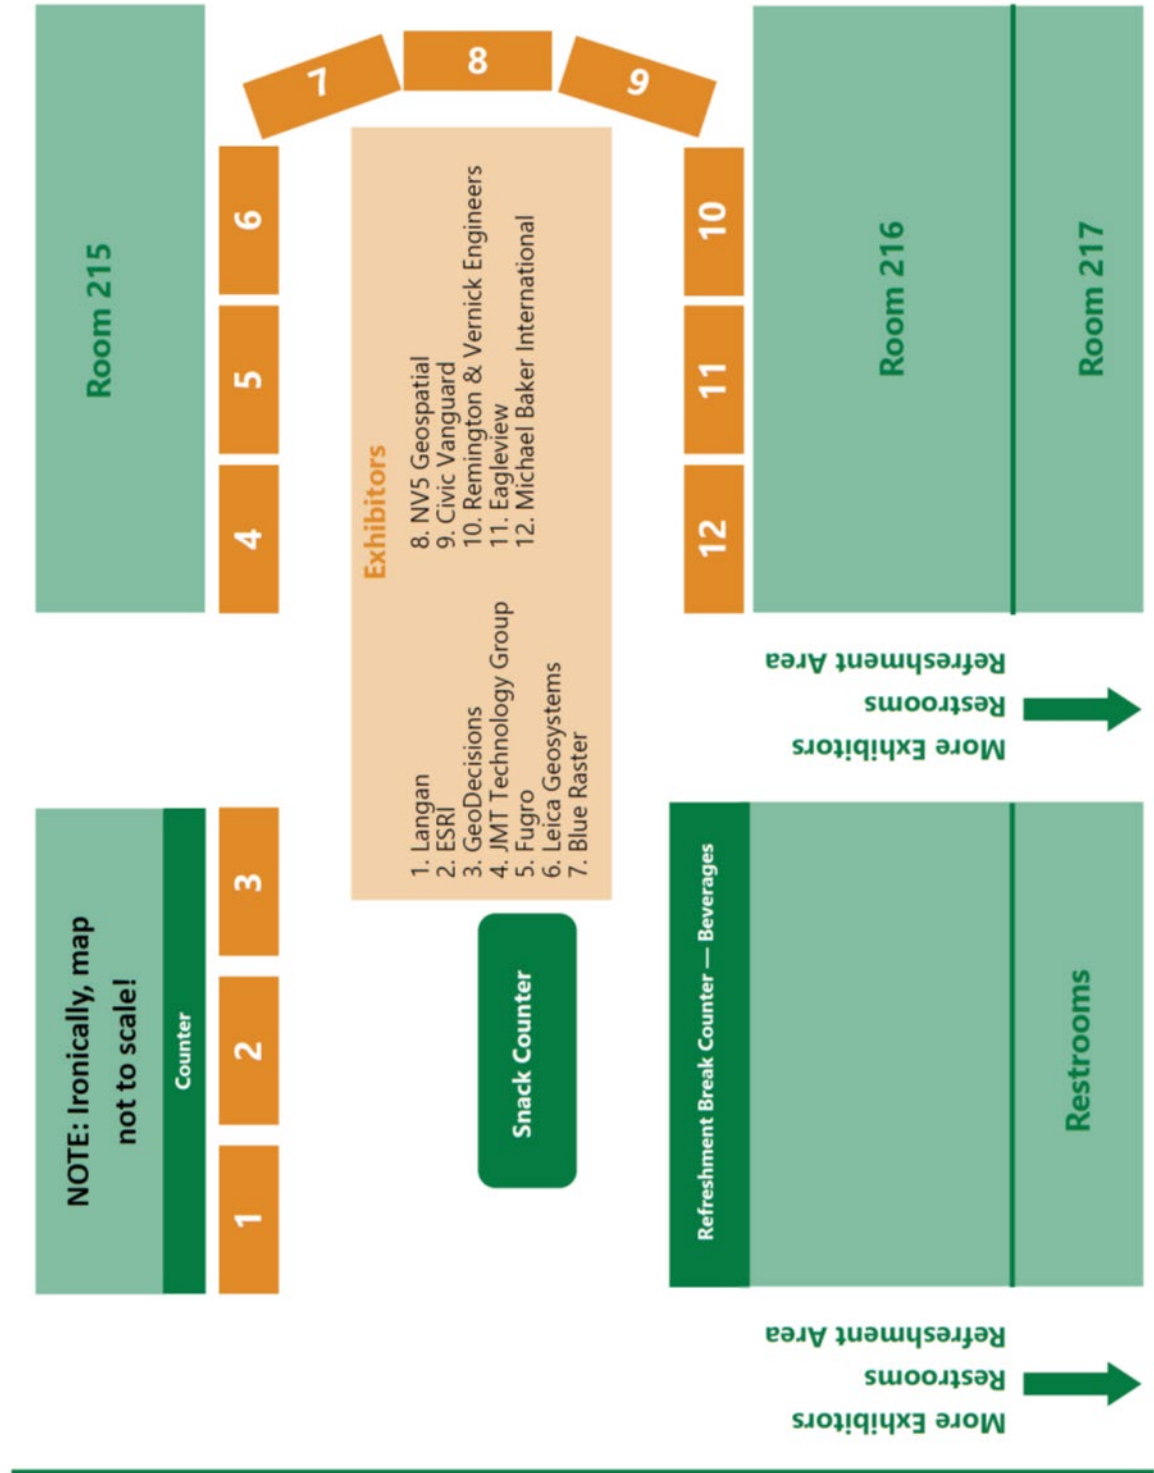 NOTE: Ironically, map
not to scale!
Counter
1
2
3
Room 215
4
5
6
7
8
9
10
11
12
Exhibitors
1. Langan
2. ESRI
3. GeoDecisions
4. JMT Technology Group
5. Fugro
6. Leica Geosystems
7. Blue Raster
8. NV5 Geospatial
9. Civic Vanguard
10. Remington & Vernick Engineers
11. Eagleview
12. Michael Baker International
Snack Counter
Refreshment Break Counter — Beverages
Room 216
Room 217
Restrooms
More Exhibitors
Restrooms
Refreshment Area
More Exhibitors
Restrooms
Refreshment Area